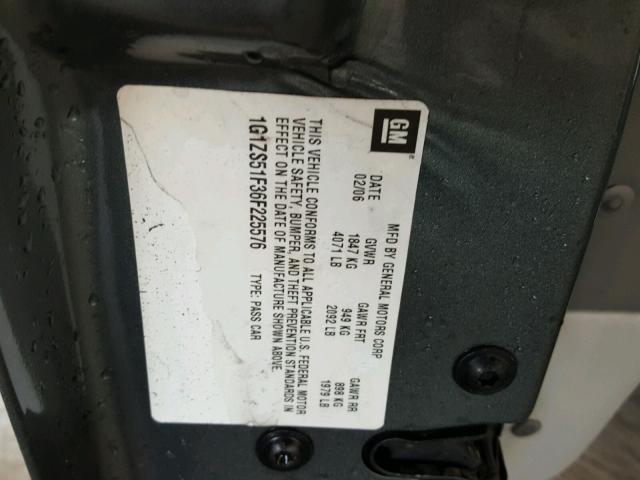 GM
MFD BY GENERAL MOTORS CORP
DATE GVWR GAWR FRT GAWR RR
02/06 1847 KG 949 KG 898 KG
4071 LB 2092 LB 1979 LB
THIS VEHICLE CONFORMS TO ALL APPLICABLE U.S. FEDERAL MOTOR
VEHICLE SAFETY, BUMPER, AND THEFT PREVENTION STANDARDS IN
EFFECT ON THE DATE OF MANUFACTURE SHOWN ABOVE.
1G1ZS51F36F225576 TYPE: PASS CAR